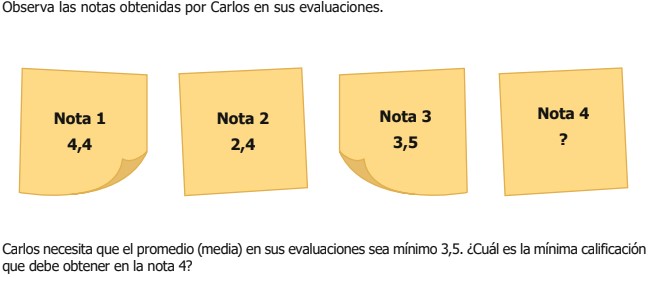 Observa las notas obtenidas por Carlos en sus evaluaciones.
Nota 1
4,4
Nota 2
2,4
Nota 3
3,5
Nota 4
?
Carlos necesita que el promedio (media) en sus evaluaciones sea mínimo 3,5. ¿Cuál es la mínima calificación
que debe obtener en la nota 4?